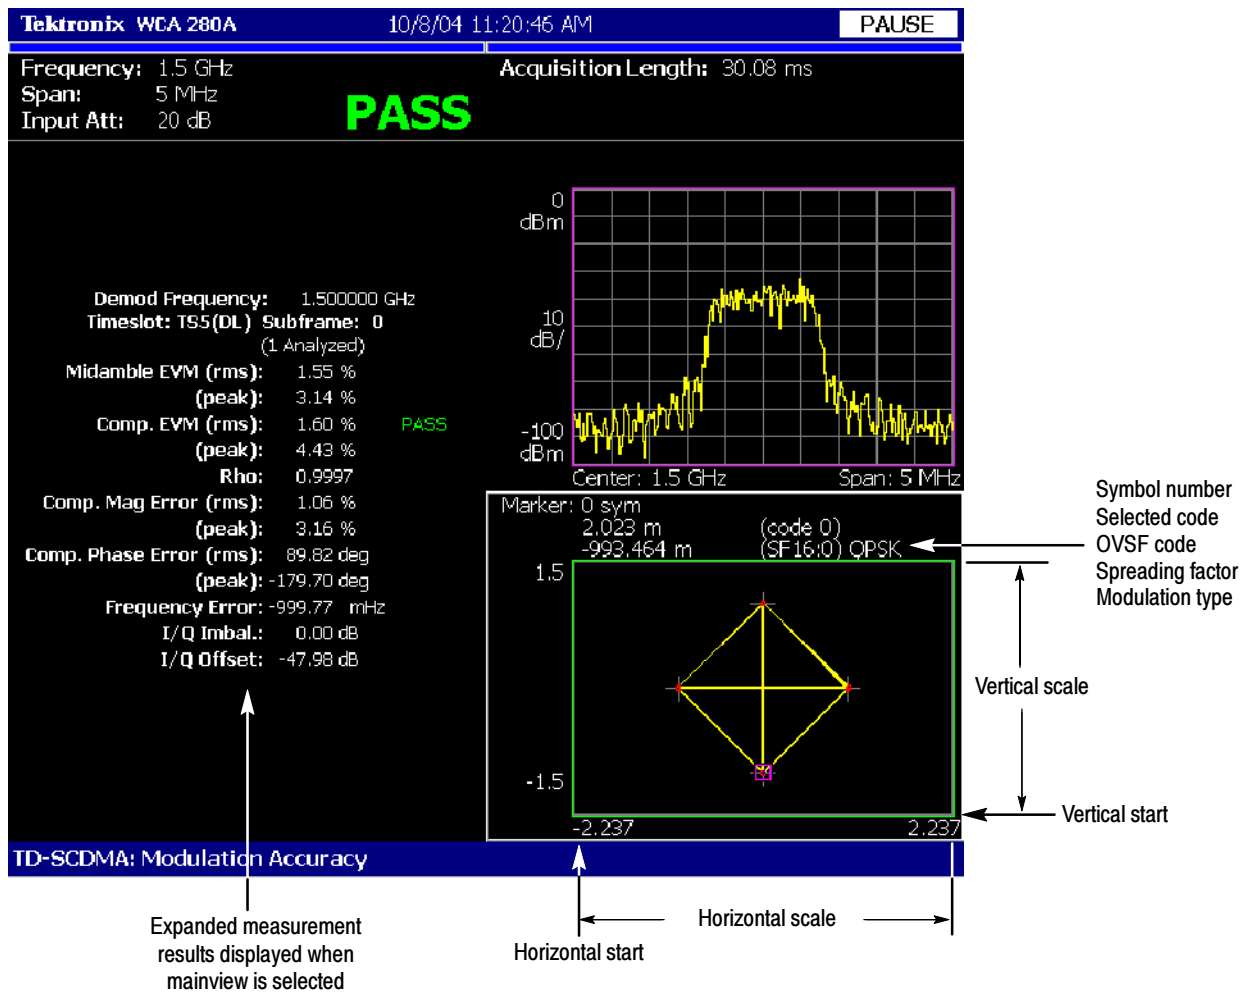 Tektronix WCA 280A 10/8/04 11:20:46 AM PAUSE
Frequency: 1.5 GHz Acquisition Length: 30.08 ms
Span: 5 MHz
Input Att: 20 dB
PASS
0
dBm
10
dB/
-100
dBm
Center: 1.5 GHz Span: 5 MHz
Demod Frequency: 1.500000 GHz
Timeslot: TS5(DL) Subframe: 0
(1 Analyzed)
Midamble EVM (rms): 1.55 %
(peak): 3.14 %
Comp. EVM (rms): 1.60 % PASS
(peak): 4.43 %
Rho: 0.9997
Comp. Mag Error (rms): 1.06 %
(peak): 3.16 %
Comp. Phase Error (rms): 89.82 deg
(peak): -179.70 deg
Frequency Error: -999.77 mHz
I/Q Imbal.: 0.00 dB
I/Q Offset: -47.98 dB
Marker: 0 sym
2.023 m (code 0)
-993.464 m (SF16:0) QPSK
1.5
-1.5
-2.237 2.237
Symbol number
Selected code
OVSF code
Spreading factor
Modulation type
Vertical scale
Vertical start
TD-SCDMA: Modulation Accuracy
Expanded measurement
results displayed when
mainview is selected
Horizontal start
Horizontal scale